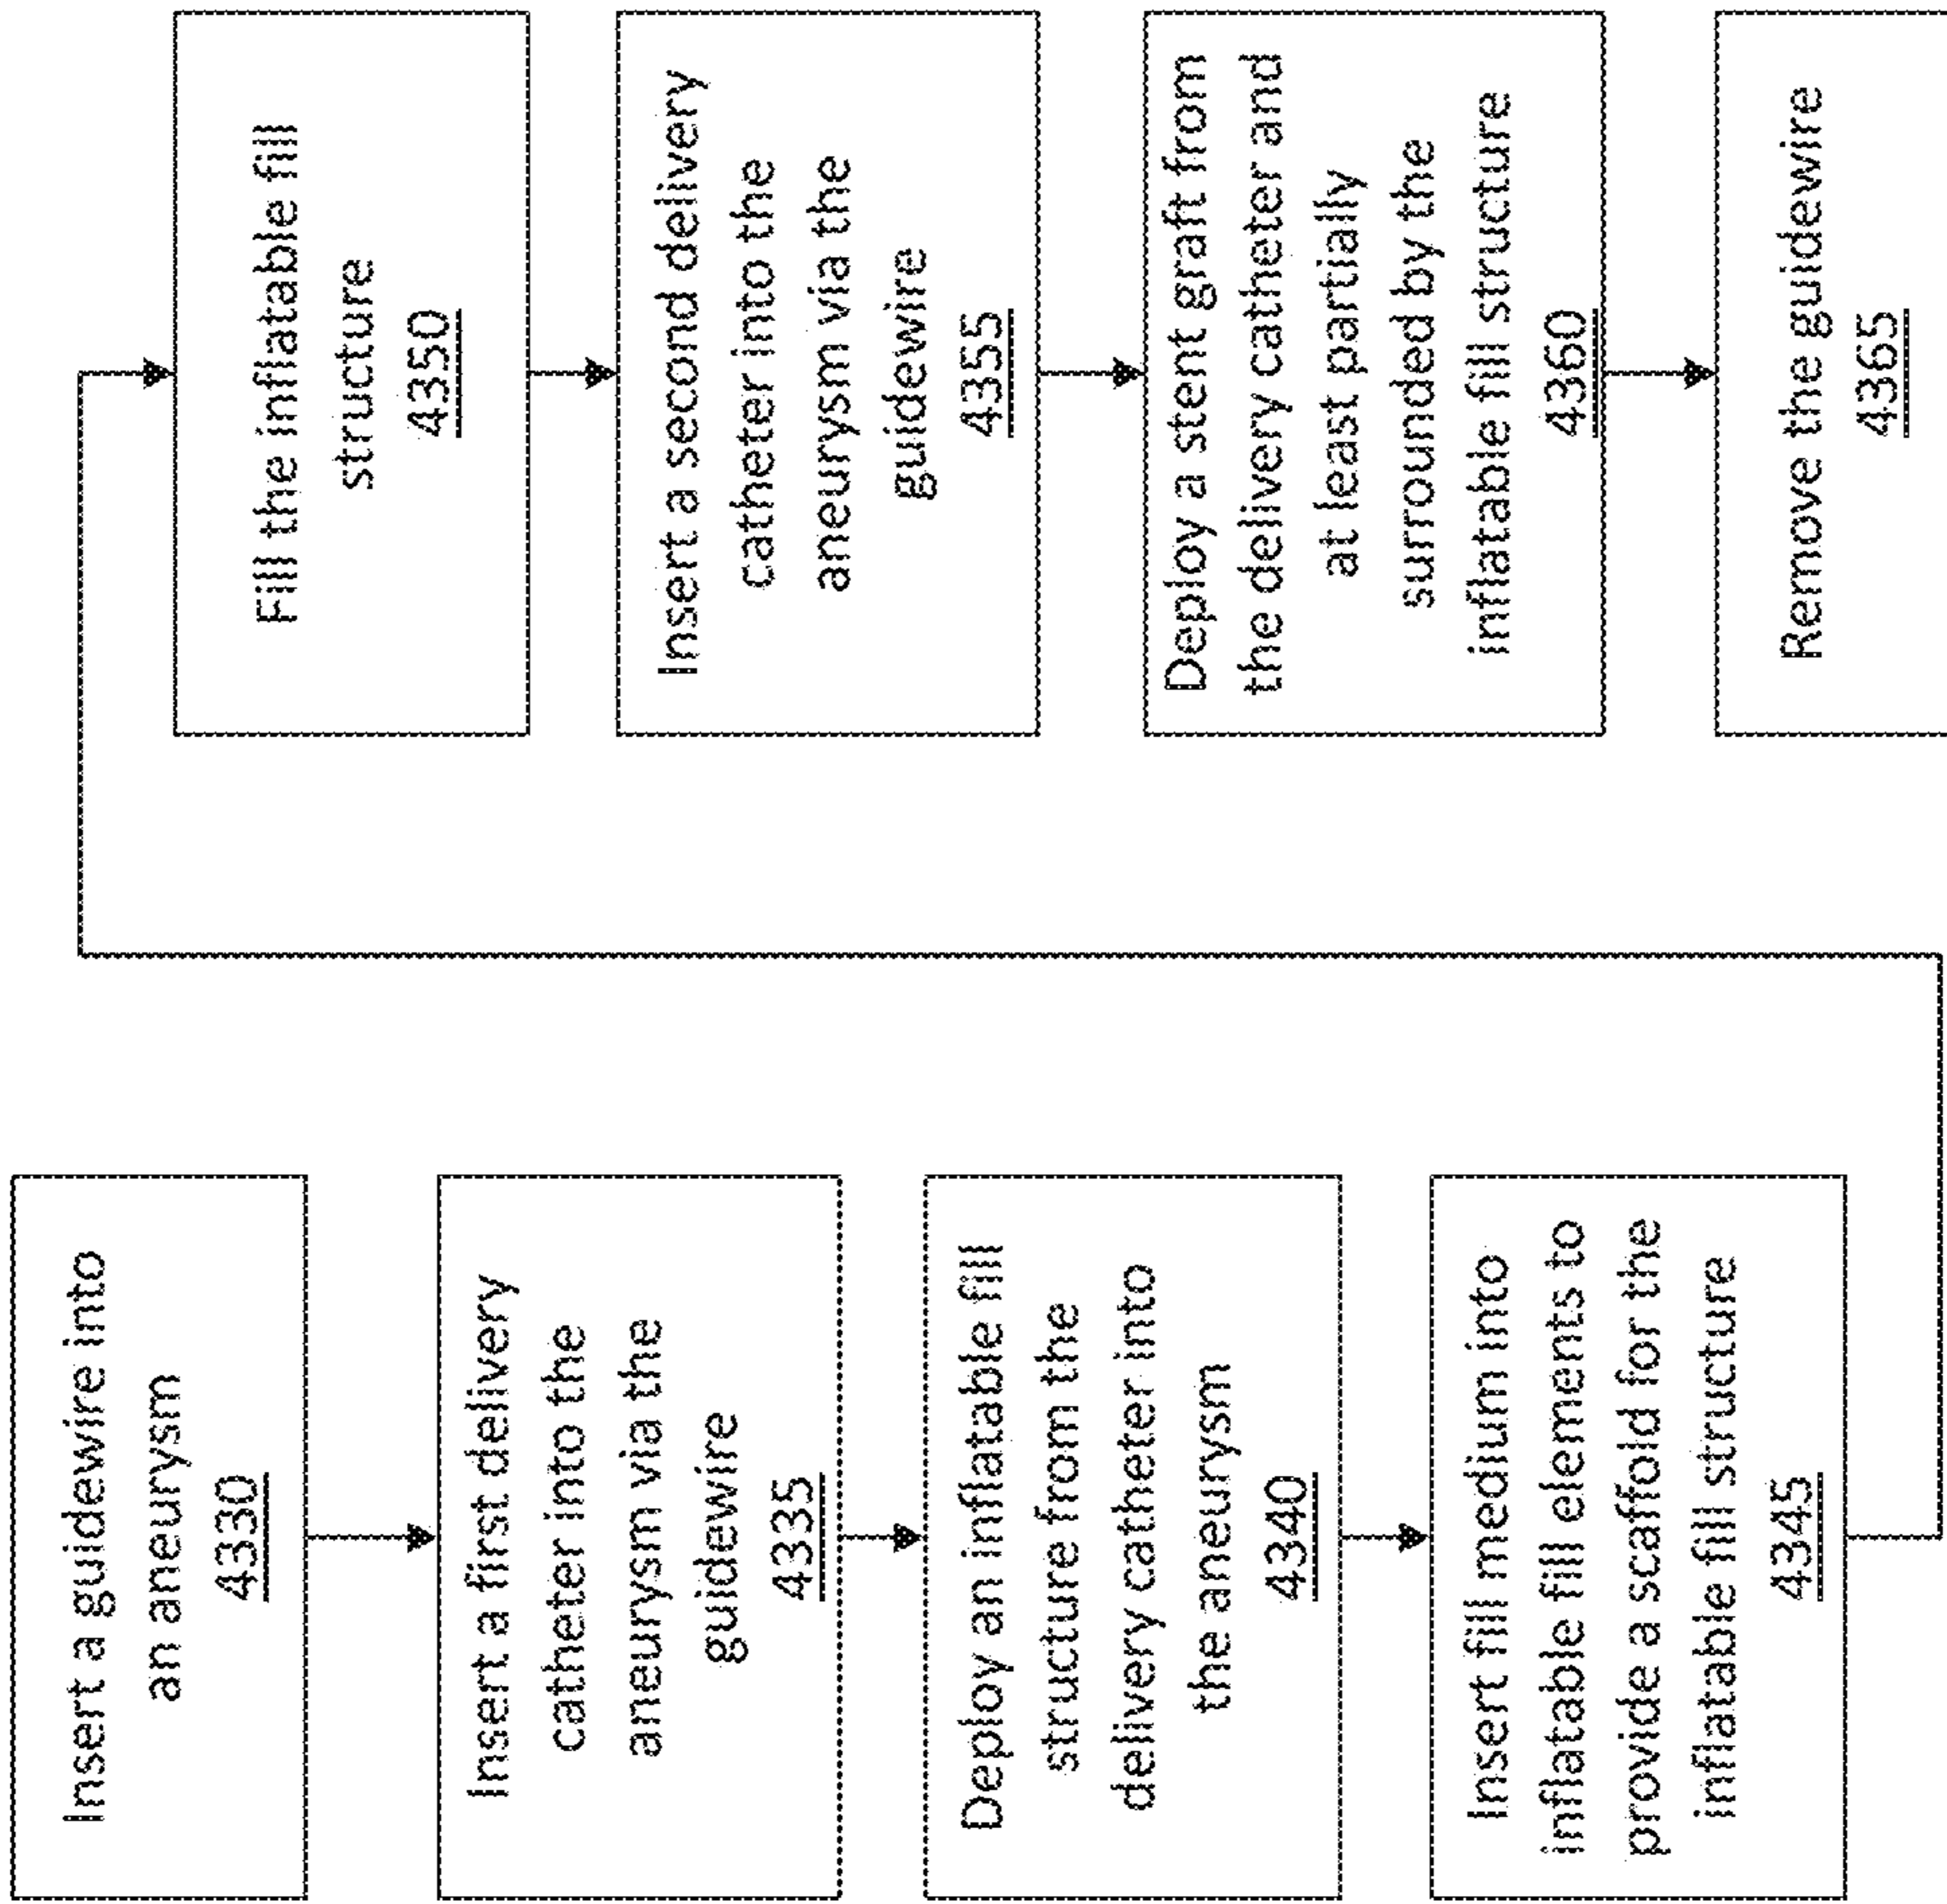 Insert a guidewire into
an aneurysm
4330
Insert a first delivery
catheter into the
aneurysm via the
guidewire
4335
Deploy an inflatable fill
structure from the
delivery catheter into
the aneurysm
4340
Insert fill medium into
inflatable fill elements to
provide a scaffold for the
inflatable fill structure
4345
Fill the inflatable fill
structure
4350
Insert a second delivery
catheter into the
aneurysm via the
guidewire
4355
Deploy a stent graft from
the delivery catheter and
at least partially
surrounded by the
inflatable fill structure
4360
Remove the guidewire
4365